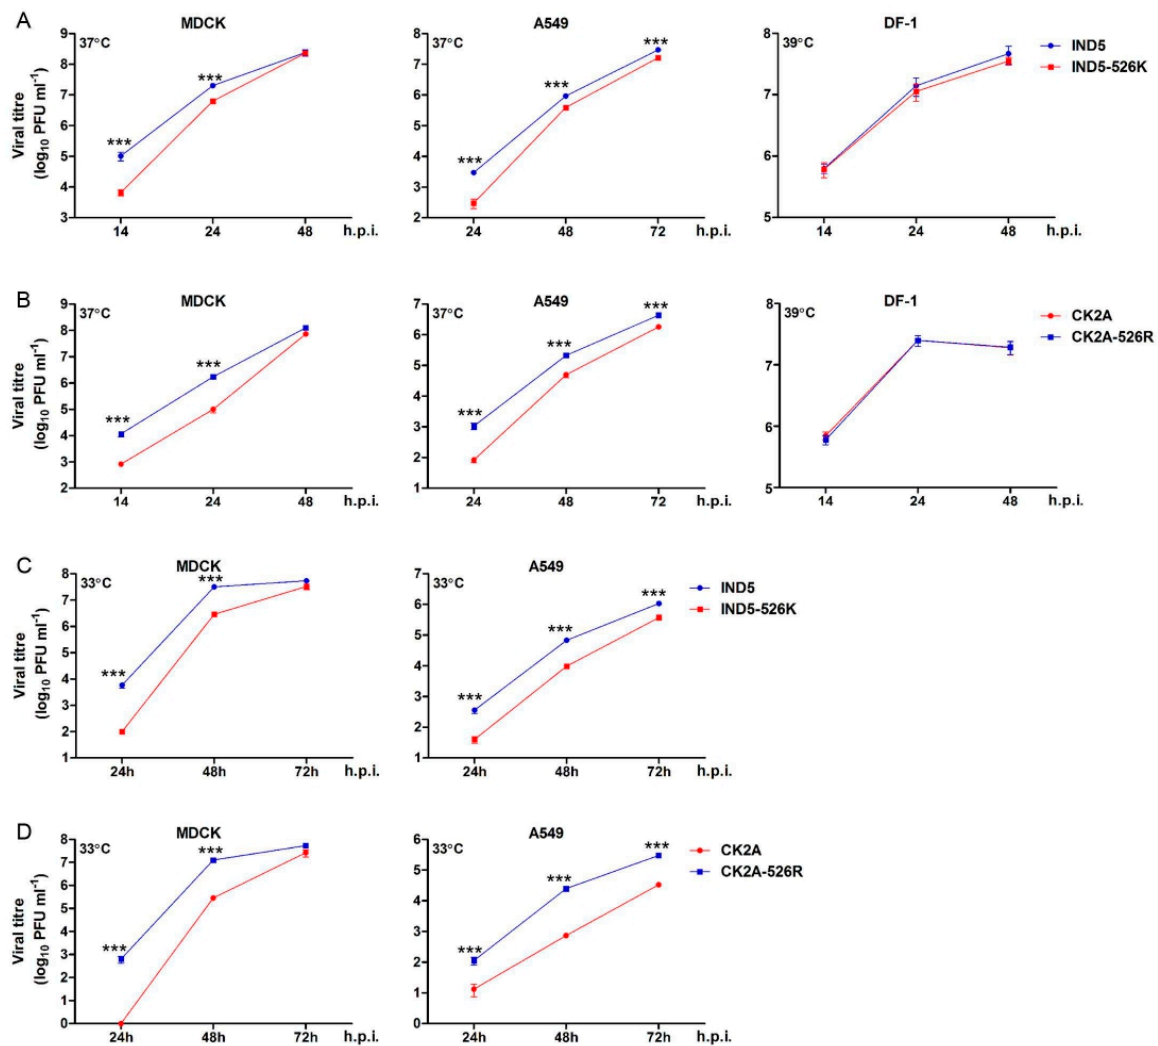 A
MDCK
37°C
***
***
Viral titre
(log10 PFU ml-1)
9
8
7
6
5
4
3
14
24
48
h.p.i.
A549
37°C
***
***
***
8
7
6
5
4
3
2
24
48
72
h.p.i.
DF-1
39°C
8
7
6
5
14
24
48
h.p.i.
IND5
IND5-526K
B
MDCK
37°C
***
***
Viral titre
(log10 PFU ml-1)
9
8
7
6
5
4
3
2
14
24
48
h.p.i.
A549
37°C
***
***
***
7
6
5
4
3
2
1
24
48
72
h.p.i.
DF-1
39°C
8
7
6
5
14
24
48
h.p.i.
CK2A
CK2A-526R
C
MDCK
33°C
***
***
Viral titre
(log10 PFU ml-1)
8
7
6
5
4
3
2
1
24h
48h
72h
h.p.i.
A549
33°C
***
***
***
7
6
5
4
3
2
1
24h
48h
72h
h.p.i.
IND5
IND5-526K
D
MDCK
33°C
***
***
Viral titre
(log10 PFU ml-1)
8
7
6
5
4
3
2
1
0
24h
48h
72h
h.p.i.
A549
33°C
***
***
***
6
5
4
3
2
1
0
24h
48h
72h
h.p.i.
CK2A
CK2A-526R